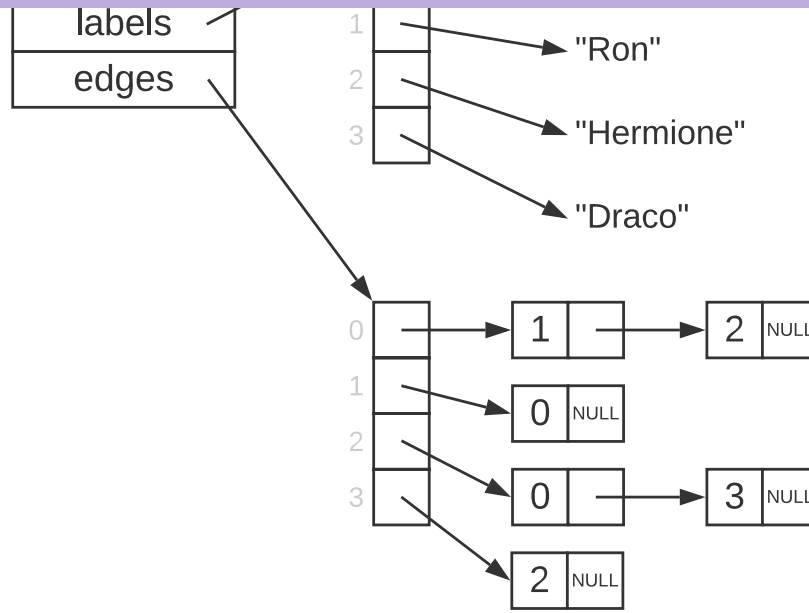 labels
edges
1
2
3
"Ron"
"Hermione"
"Draco"
0 1 2 NULL
1 0 NULL
2 0 3 NULL
3 2 NULL